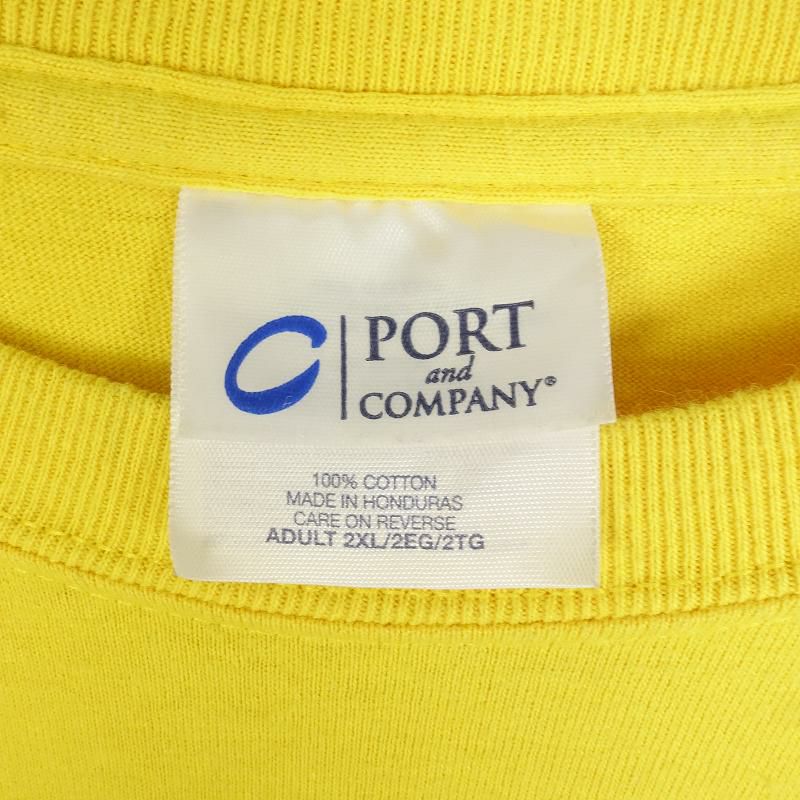 PORT
and
COMPANY®
100% COTTON
MADE IN HONDURAS
CARE ON REVERSE
ADULT 2XL/2EG/2TG